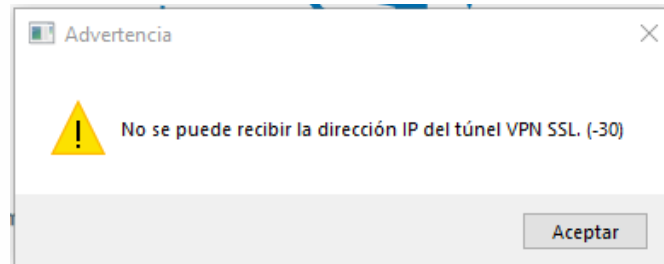 Advertencia
No se puede recibir la dirección IP del túnel VPN SSL. (-30)
Aceptar